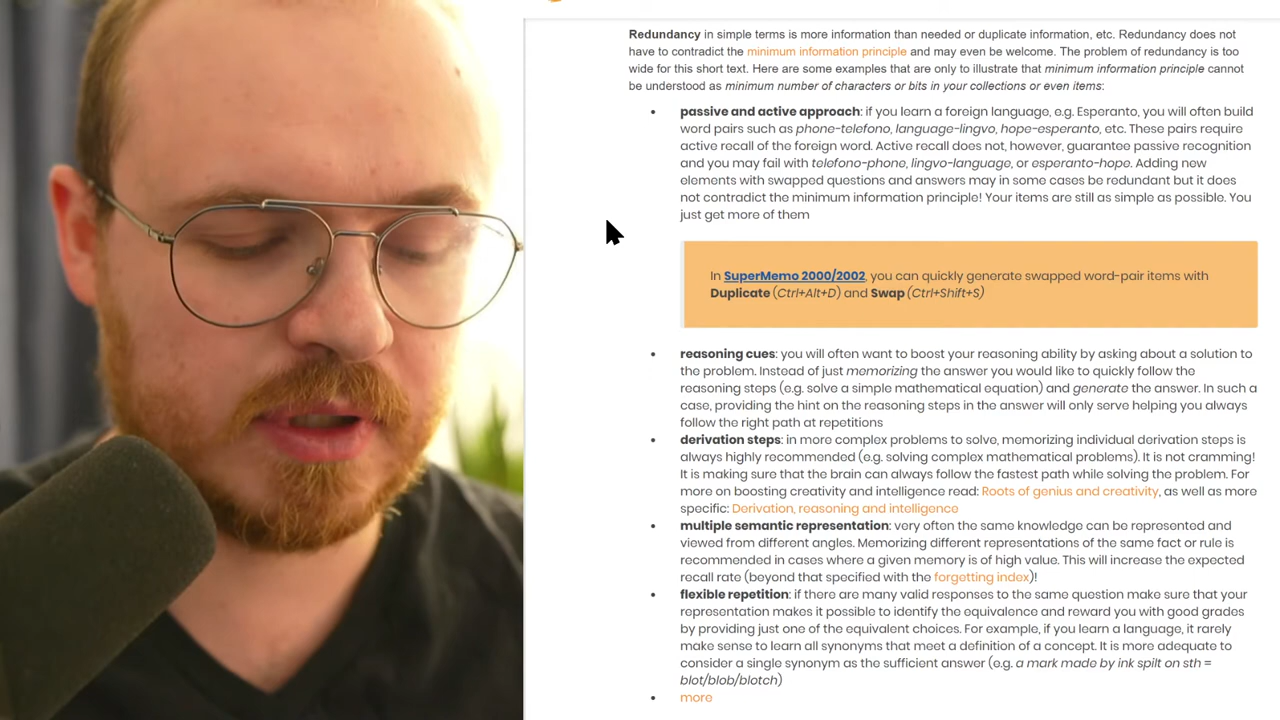 Redundancy in simple terms is more information than needed or duplicate information, etc. Redundancy does not
have to contradict the minimum information principle and may even be welcome. The problem of redundancy is too
wide for this short text. Here are some examples that are only to illustrate that minimum information principle cannot
be understood as minimum number of characters or bits in your collections or even items:
• passive and active approach: if you learn a foreign language, e.g. Esperanto, you will often build
word pairs such as phone-telefono, language-lingvo, hope-esperanto, etc. These pairs require
active recall of the foreign word. Active recall does not, however, guarantee passive recognition
and you may fail with telefono-phone, lingvo-language, or esperanto-hope. Adding new
elements with swapped questions and answers may in some cases be redundant but it does
not contradict the minimum information principle! Your items are still as simple as possible. You
just get more of them
In SuperMemo 2000/2002, you can quickly generate swapped word-pair items with
Duplicate (Ctrl+Alt+D) and Swap (Ctrl+Shift+S)
• reasoning cues: you will often want to boost your reasoning ability by asking about a solution to
the problem. Instead of just memorizing the answer you would like to quickly follow the
reasoning steps (e.g. solve a simple mathematical equation) and generate the answer. In such a
case, providing the hint on the reasoning steps in the answer will only serve helping you always
follow the right path at repetitions
• derivation steps: in more complex problems to solve, memorizing individual derivation steps is
always highly recommended (e.g. solving complex mathematical problems). It is not cramming!
It is making sure that the brain can always follow the fastest path while solving the problem. For
more on boosting creativity and intelligence read: Roots of genius and creativity, as well as more
specific: Derivation, reasoning and intelligence
• multiple semantic representation: very often the same knowledge can be represented and
viewed from different angles. Memorizing different representations of the same fact or rule is
recommended in cases where a given memory is of high value. This will increase the expected
recall rate (beyond that specified with the forgetting index)!
• flexible repetition: if there are many valid responses to the same question make sure that your
representation makes it possible to identify the equivalence and reward you with good grades
by providing just one of the equivalent choices. For example, if you learn a language, it rarely
make sense to learn all synonyms that meet a definition of a concept. It is more adequate to
consider a single synonym as the sufficient answer (e.g. a mark made by ink spilt on sth =
blot/blob/blotch)
• more